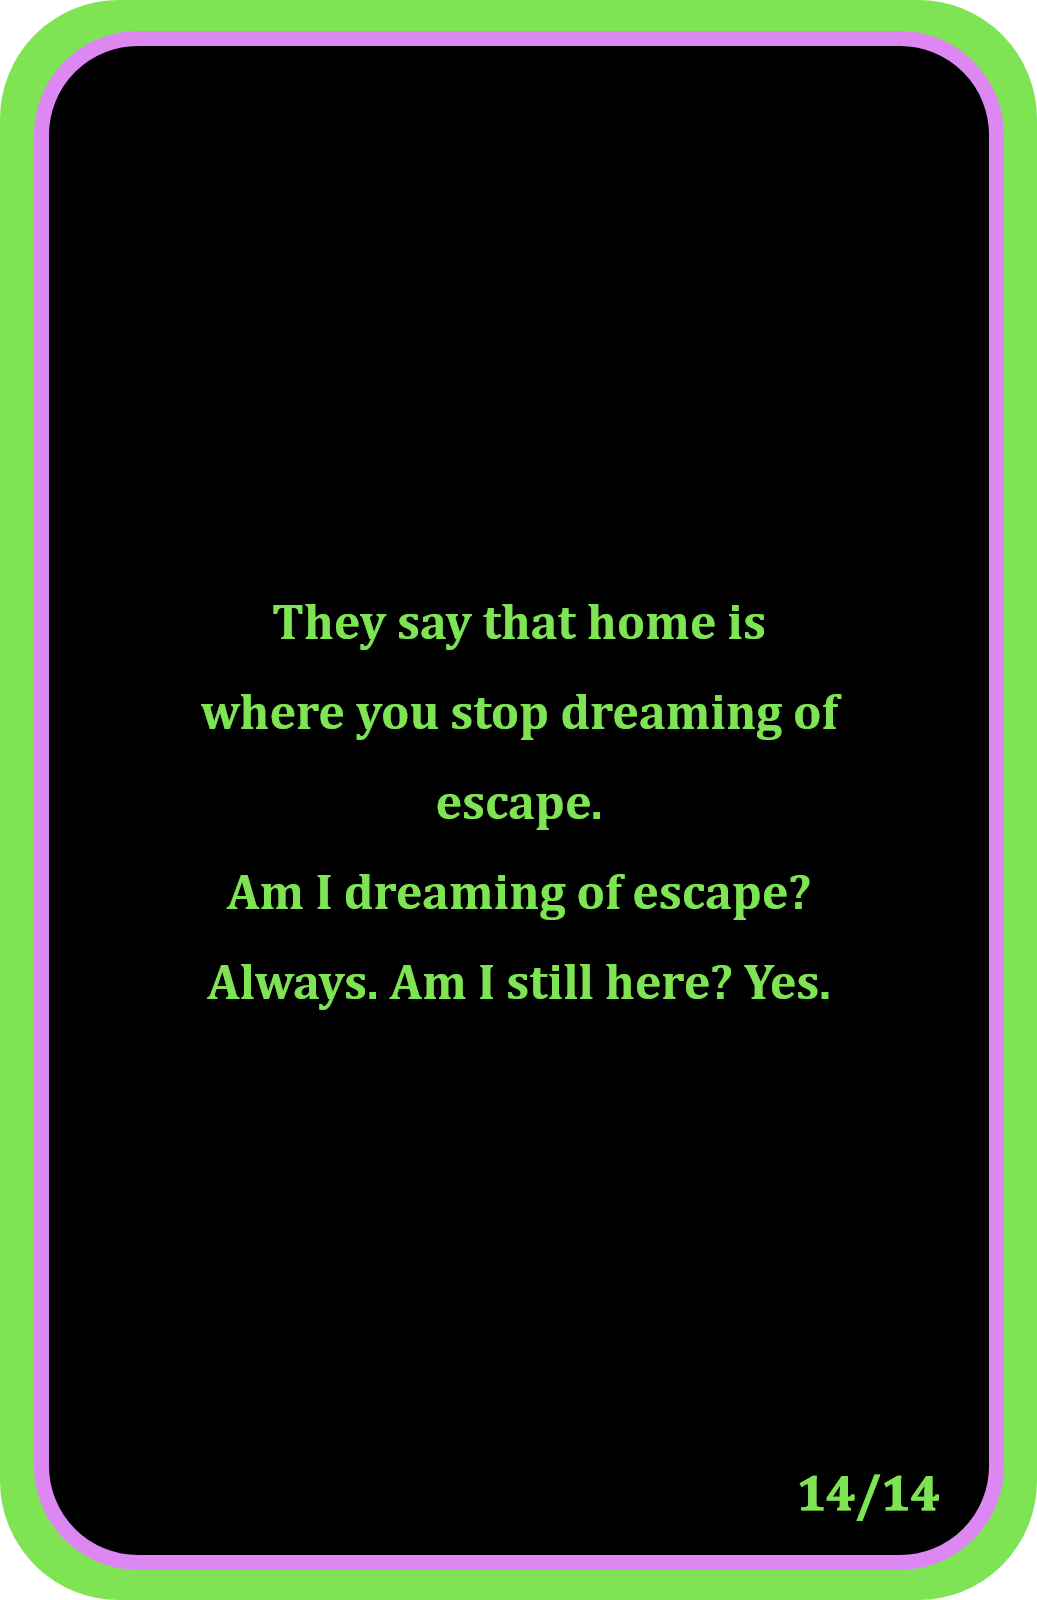 They say that home is
where you stop dreaming of
escape.
Am I dreaming of escape?
Always. Am I still here? Yes.
14/14